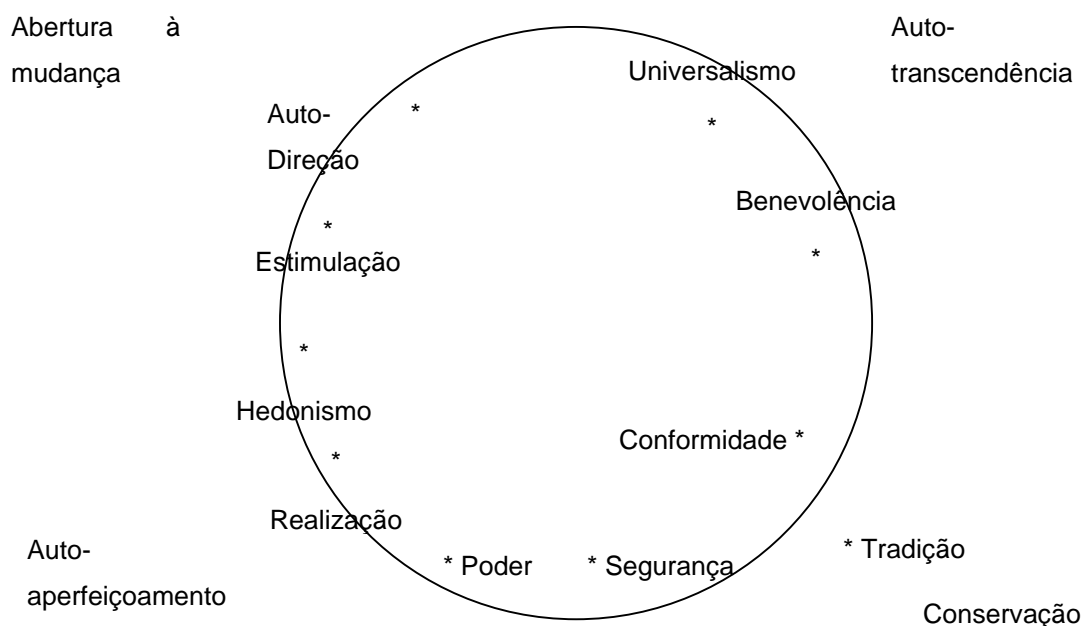 Abertura à
mudança
Auto-
transcendência
Universalismo
*
Auto-
Direção
*
Benevolência
*
*
Estimulação
*
Hedonismo
Conformidade *
*
Realização
Auto-
aperfeiçoamento
* Poder
* Segurança
* Tradição
Conservação